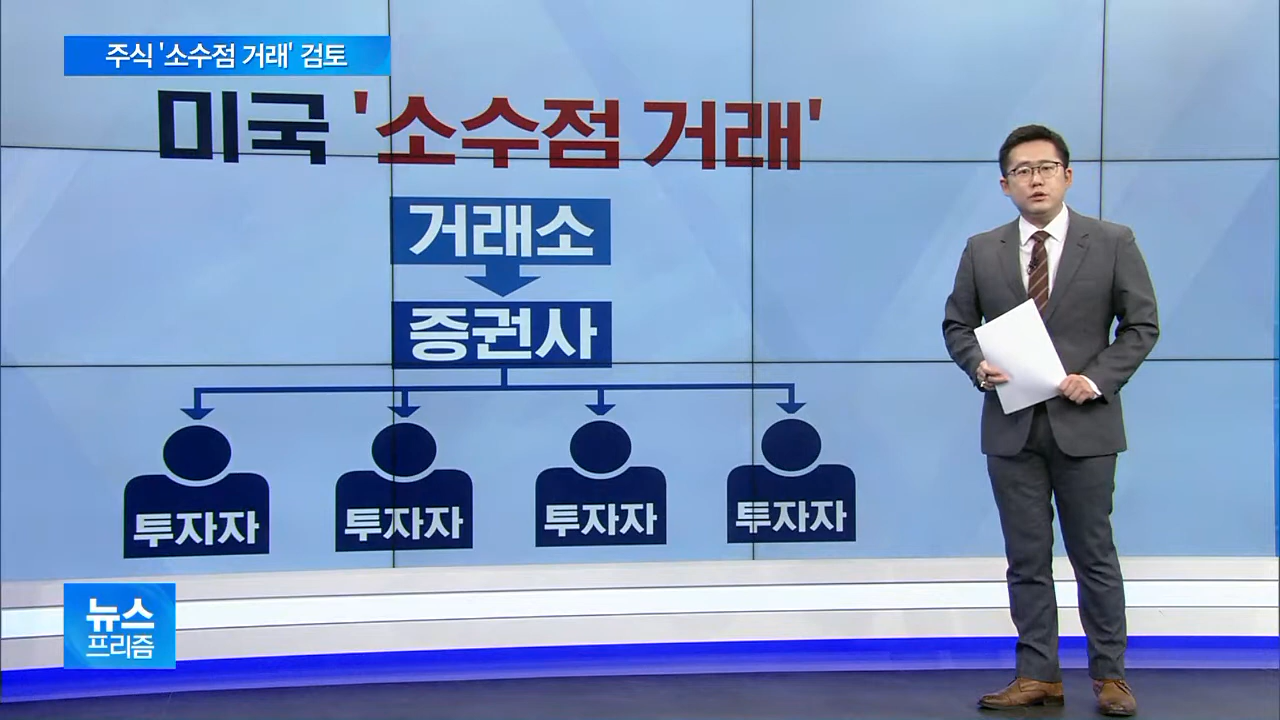 주식 '소수점 거래' 검토
미국 '소수점 거래'
거래소
증권사
투자자 투자자 투자자 투자자
뉴스
프리즘